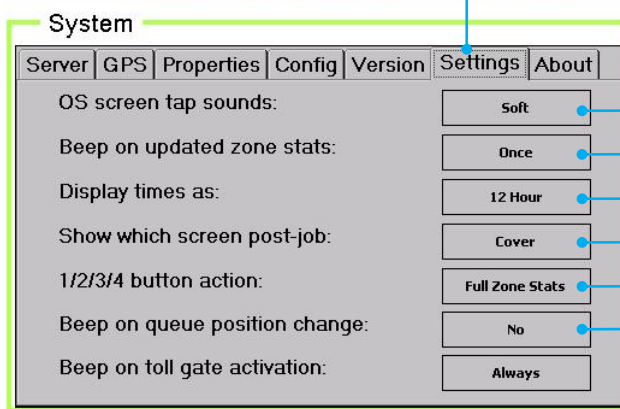 System
Server GPS Properties Config Version Settings About
OS screen tap sounds: Soft
Beep on updated zone stats: Once
Display times as: 12 Hour
Show which screen post-job: Cover
1/2/3/4 button action: Full Zone Stats
Beep on queue position change: No
Beep on toll gate activation: Always